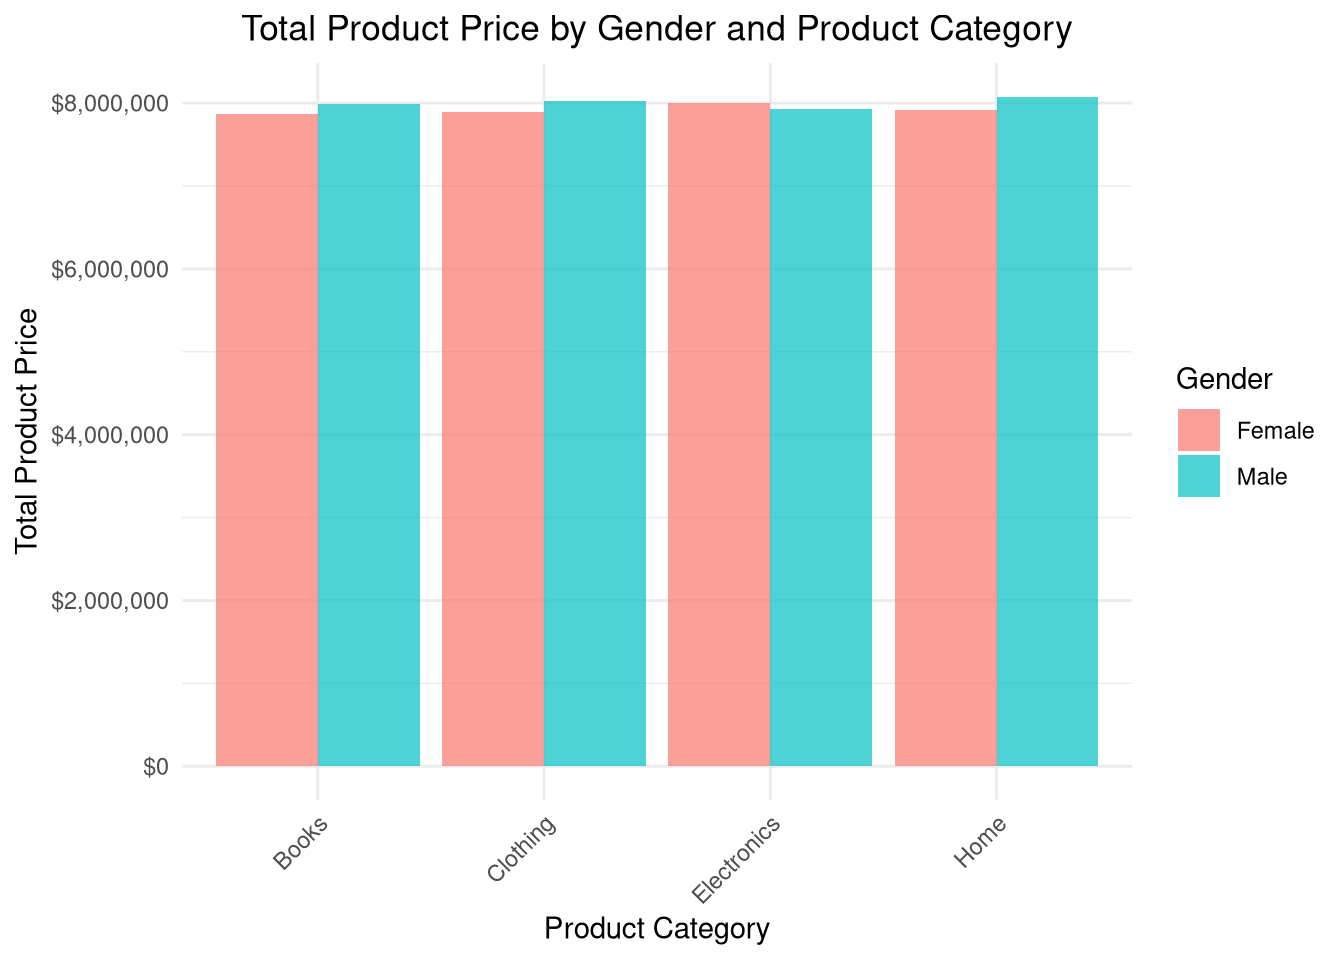 Total Product Price by Gender and Product Category
Total Product Price
$8,000,000
$6,000,000
$4,000,000
$2,000,000
$0
Books
Clothing
Electronics
Home
Product Category
Gender
Female
Male